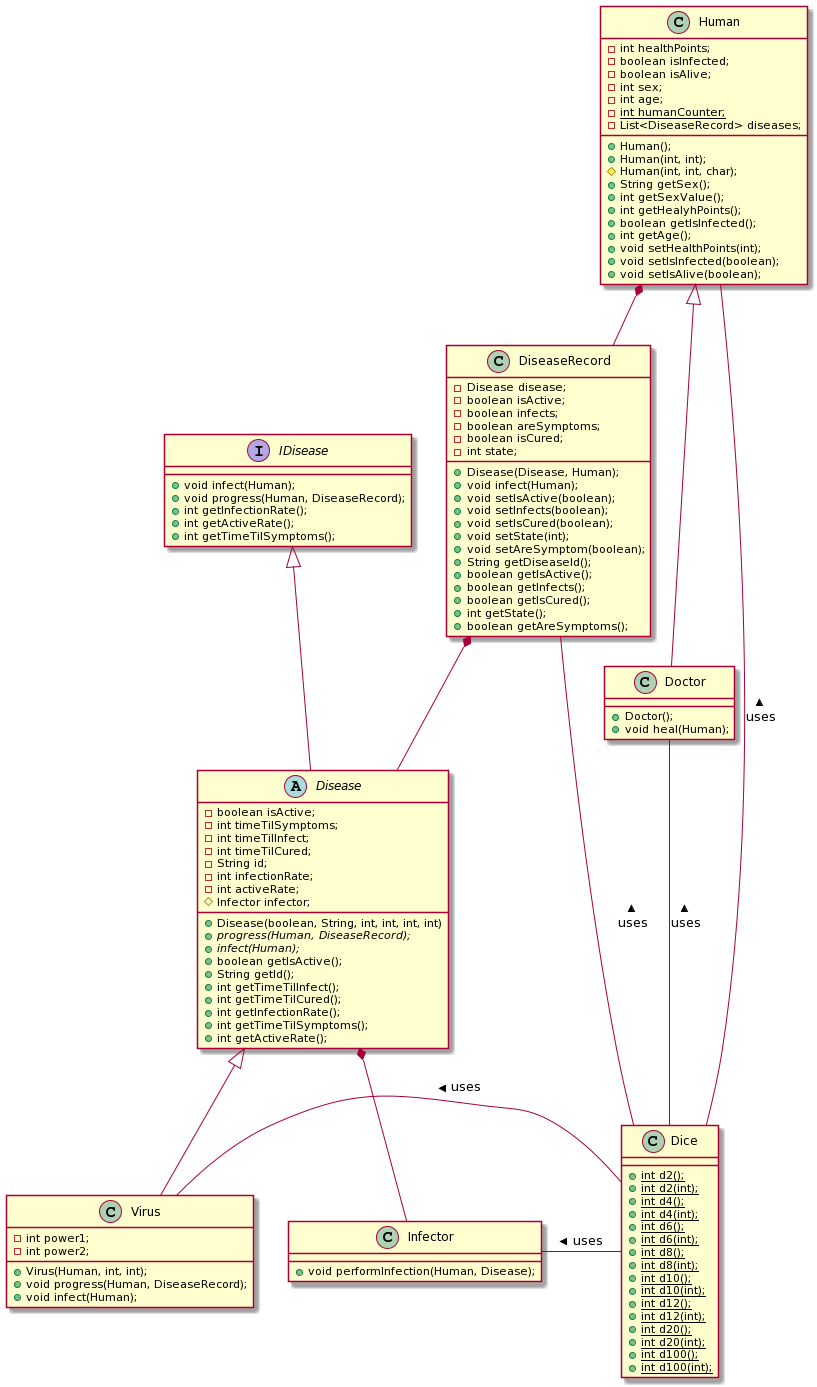 C Human
int healthPoints;
boolean isInfected;
boolean isAlive;
int sex;
int age;
int humanCounter;
List<DiseaseRecord> diseases;
Human();
Human(int, int);
Human(int, int, char);
String getSex();
int getSexValue();
int getHealyhPoints();
boolean getIsInfected();
int getAge();
void setHealthPoints(int);
void setIsInfected(boolean);
void setIsAlive(boolean);
C DiseaseRecord
Disease disease;
boolean isActive;
boolean infects;
boolean areSymptoms;
boolean isCured;
int state;
Disease(Disease, Human);
void infect(Human);
void setIsActive(boolean);
void setInfects(boolean);
void setIsCured(boolean);
void setState(int);
void setAreSymptom(boolean);
String getDiseaseId();
boolean getIsActive();
boolean getInfects();
boolean getIsCured();
int getState();
boolean getAreSymptoms();
I IDisease
void infect(Human);
void progress(Human, DiseaseRecord);
int getInfectionRate();
int getActiveRate();
int getTimeTilSymptoms();
C Doctor
Doctor();
void heal(Human);
uses
A Disease
boolean isActive;
int timeTilSymptoms;
int timeTilInfect;
int timeTilCured;
String id;
int infectionRate;
int activeRate;
Infector infector;
Disease(boolean, String, int, int, int, int)
progress(Human, DiseaseRecord);
infect(Human);
boolean getIsActive();
String getId();
int getTimeTilInfect();
int getTimeTilCured();
int getInfectionRate();
int getTimeTilSymptoms();
int getActiveRate();
uses
uses
uses
C Virus
int power1;
int power2;
Virus(Human, int, int);
void progress(Human, DiseaseRecord);
void infect(Human);
C Infector
void performInfection(Human, Disease);
uses
C Dice
int d2();
int d2(int);
int d4();
int d4(int);
int d6();
int d6(int);
int d8();
int d8(int);
int d10();
int d10(int);
int d12();
int d12(int);
int d20();
int d20(int);
int d100();
int d100(int);